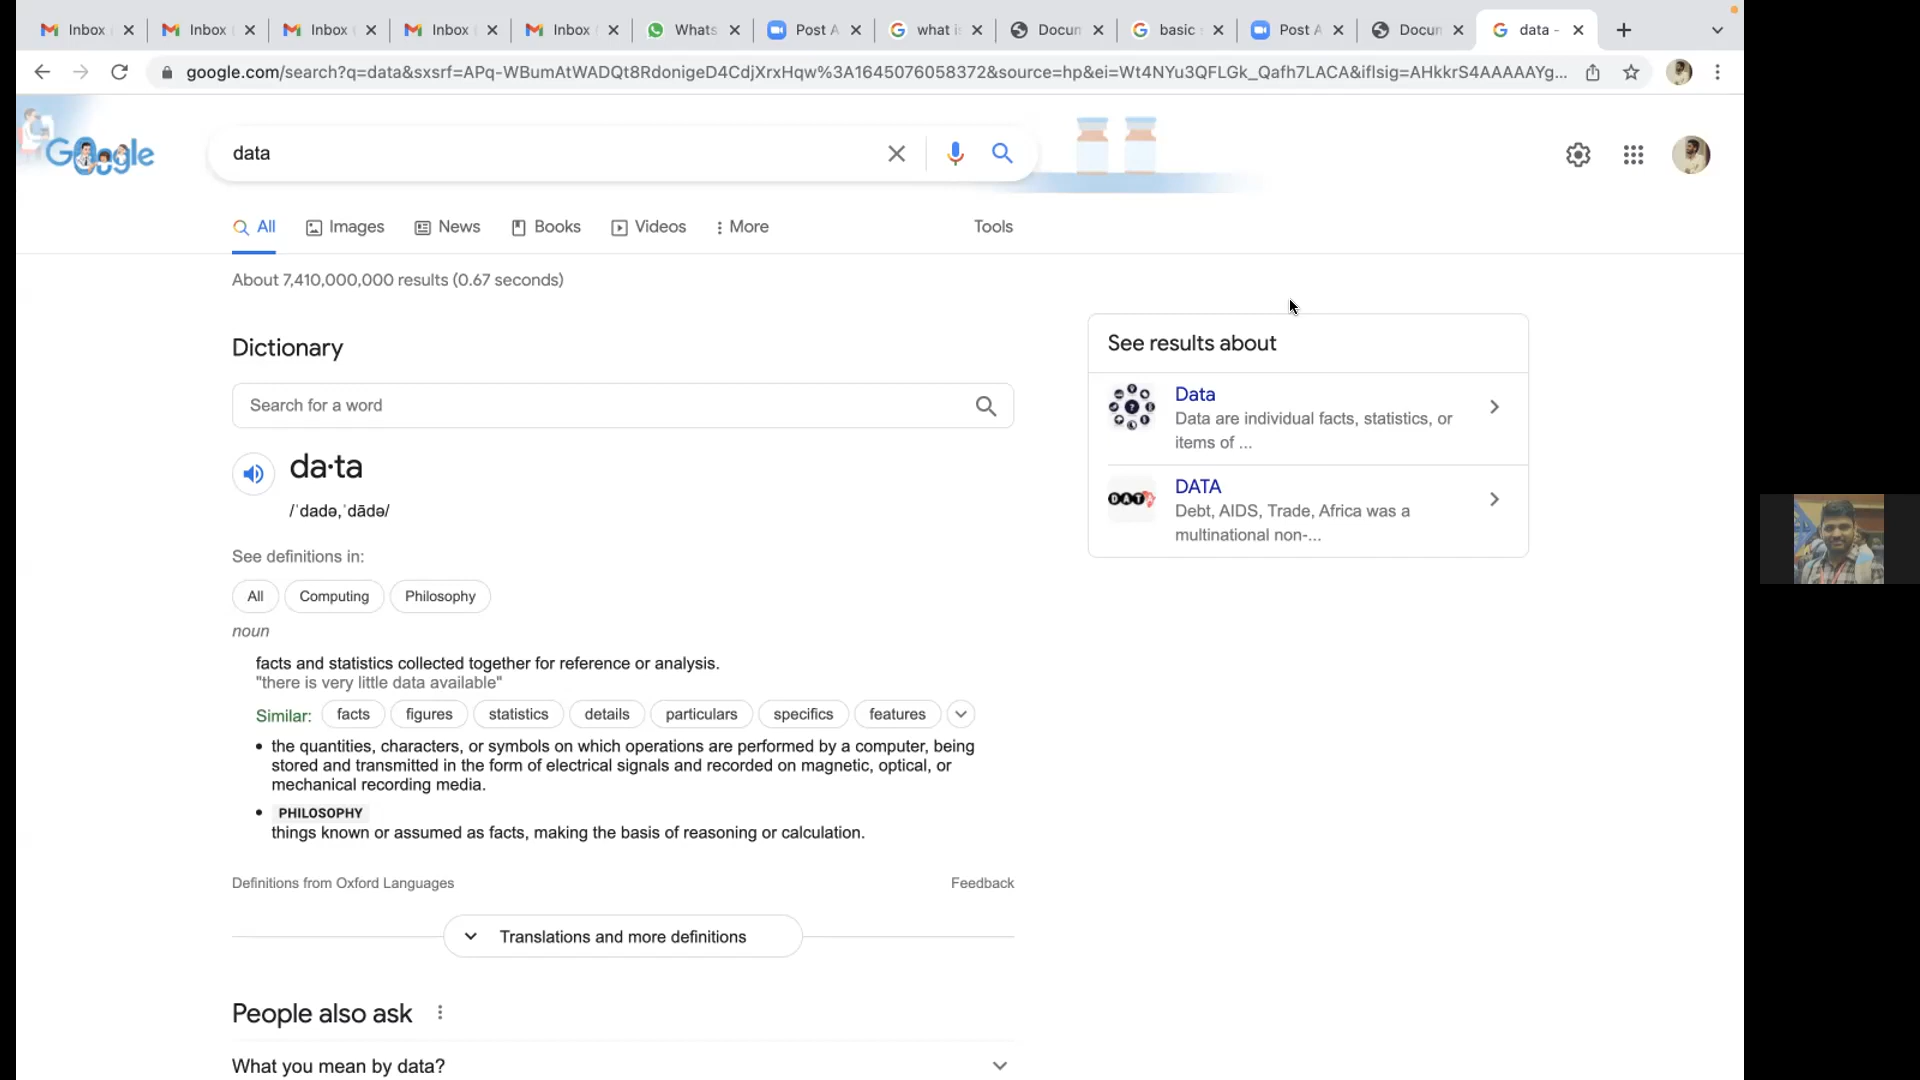 Inbox
Inbox
Inbox
Inbox
Inbox
Whats
Post A
what i
Docum
basic
Post A
Docum
data -
google.com/search?q=data&sxsrf=APq-WBumAtWADQt8RdonigeD4CdjXrxHqw%3A1645076058372&source=hp&ei=Wt4NYu3QFLGk_Qafh7LACA&iflsig=AHkkrS4AAAAAYg...
Google
data
All
Images
News
Books
Videos
More
Tools
About 7,410,000,000 results (0.67 seconds)
Dictionary
Search for a word
da·ta
/ˈdadə,ˈdādə/
See definitions in:
All
Computing
Philosophy
noun
facts and statistics collected together for reference or analysis.
"there is very little data available"
Similar:
facts
figures
statistics
details
particulars
specifics
features
• the quantities, characters, or symbols on which operations are performed by a computer, being
stored and transmitted in the form of electrical signals and recorded on magnetic, optical, or
mechanical recording media.
• PHILOSOPHY
things known or assumed as facts, making the basis of reasoning or calculation.
Definitions from Oxford Languages
Feedback
Translations and more definitions
People also ask
What you mean by data?
See results about
Data
Data are individual facts, statistics, or
items of ...
DATA
DATA
Debt, AIDS, Trade, Africa was a
multinational non-...